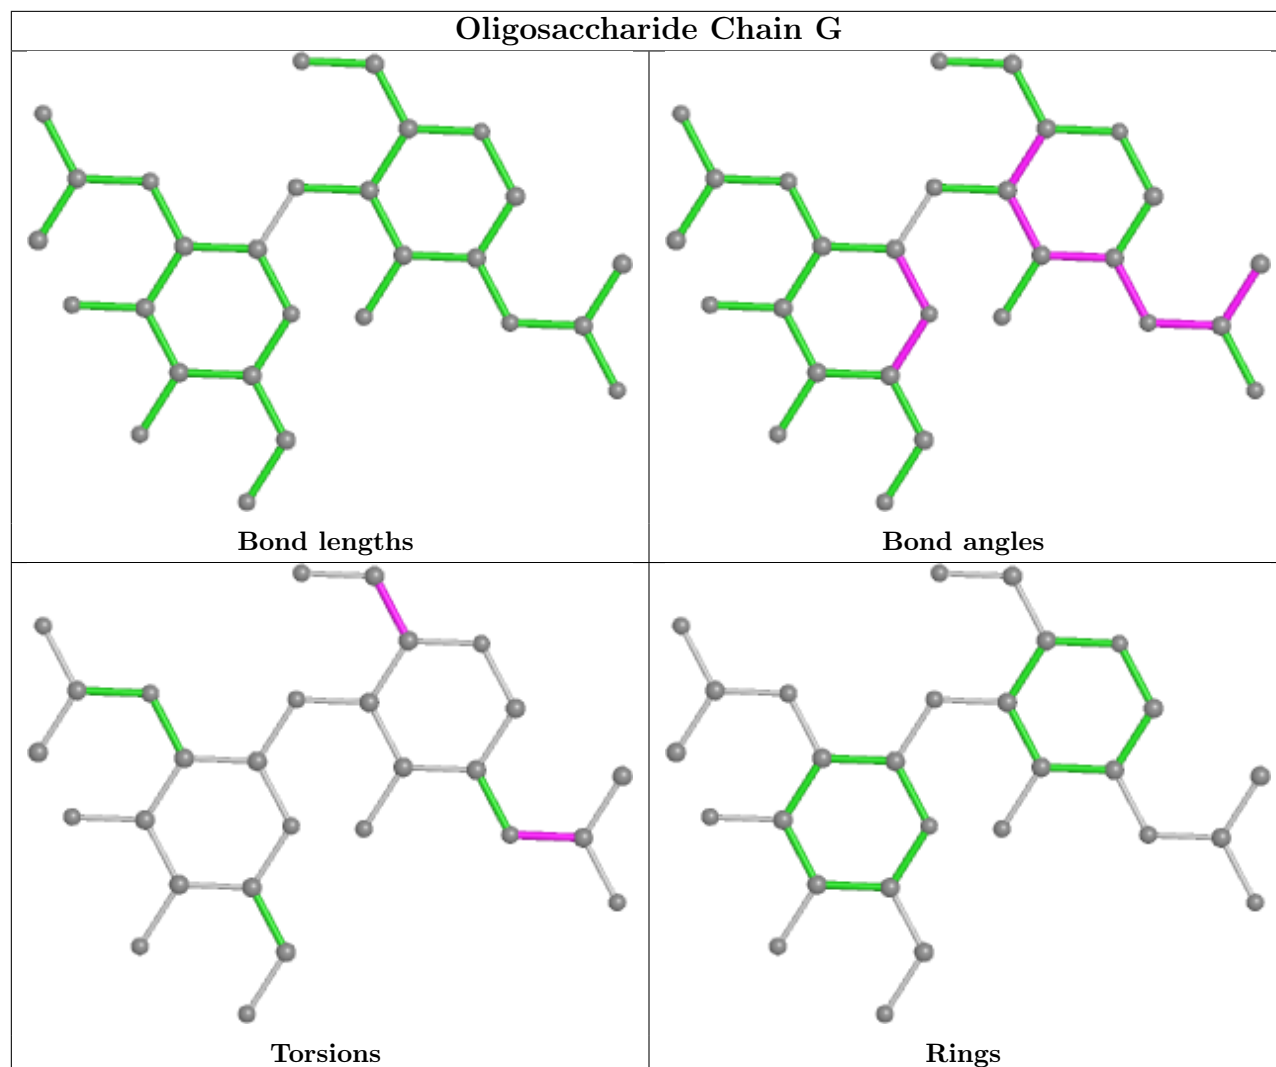 Oligosaccharide Chain G
Bond lengths
Bond angles
Torsions
Rings